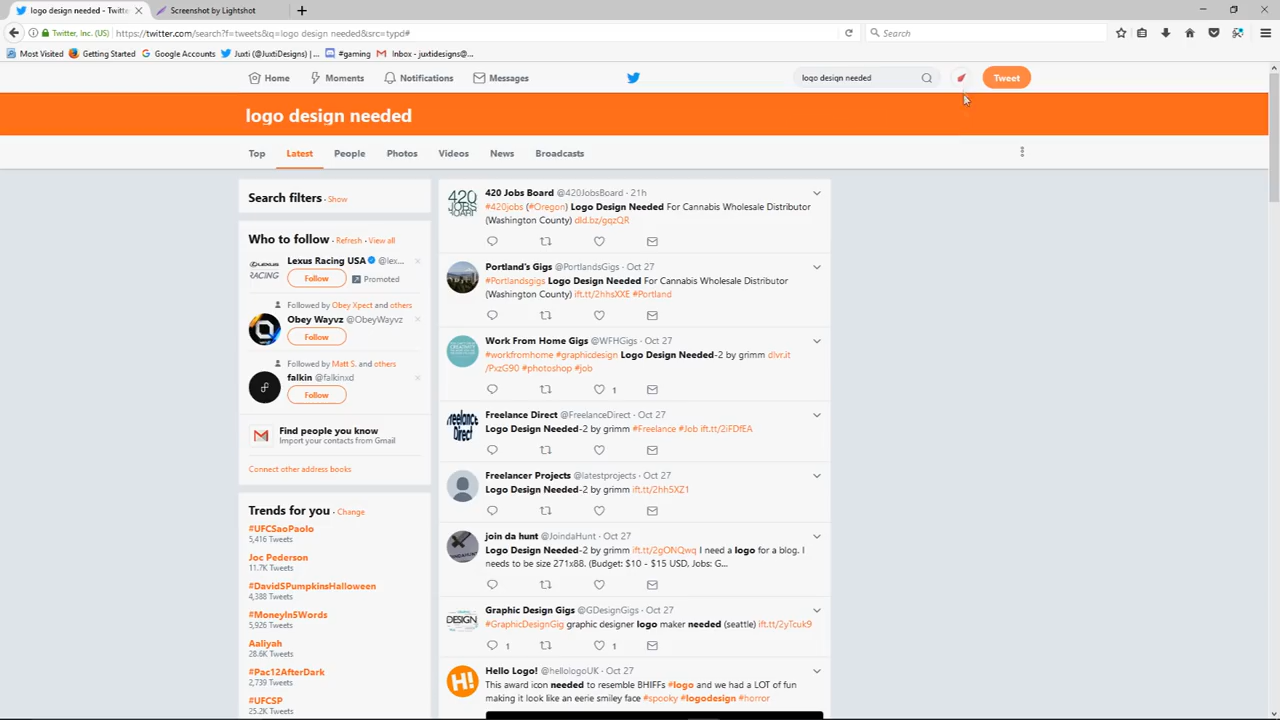 logo design needed - Twitte
Screenshot by Lightshot
Twitter, Inc. (US)
https://twitter.com/search?f=tweets&q=logo design needed&src=typd#
Search
Most Visited
Getting Started
Google Accounts
Juxti (@JuxtiDesigns) |...
#gaming
Inbox - juxtidesigns@...
Home
Moments
Notifications
Messages
logo design needed
Tweet
logo design needed
Top
Latest
People
Photos
Videos
News
Broadcasts
Search filters · Show
Who to follow · Refresh · View all
LEXUS
RACING
Lexus Racing USA @lex...
Follow
Promoted
Followed by Obey Xpect and others
Obey Wayvz @ObeyWayvz
Follow
Followed by Matt S. and others
falkin @falkinxd
Follow
Find people you know
Import your contacts from Gmail
Connect other address books
Trends for you · Change
#UFCSaoPaolo
5,416 Tweets
Joc Pederson
11.7K Tweets
#DavidSPumpkinsHalloween
4,388 Tweets
#MoneyIn5Words
5,926 Tweets
Aaliyah
28.6K Tweets
#Pac12AfterDark
2,739 Tweets
#UFCSP
25.2K Tweets
420
JOBS
BOARD
420 Jobs Board @420JobsBoard · 21h
#420jobs (#Oregon) Logo Design Needed For Cannabis Wholesale Distributor
(Washington County) dld.bz/gqzQR
Portland's Gigs @PortlandsGigs · Oct 27
#Portlandsgigs Logo Design Needed For Cannabis Wholesale Distributor
(Washington County) ift.tt/2hhsXXE #Portland
Work From Home Gigs @WFHGigs · Oct 27
#workfromhome #graphicdesign Logo Design Needed-2 by grimm dlvr.it
/PxzG90 #photoshop #job
1
Freelance
Direct
Freelance Direct @FreelanceDirect · Oct 27
Logo Design Needed-2 by grimm #Freelance #Job ift.tt/2iFDfEA
Freelancer Projects @latestprojects · Oct 27
Logo Design Needed-2 by grimm ift.tt/2hh5XZ1
join da hunt @JoindaHunt · Oct 27
Logo Design Needed-2 by grimm ift.tt/2gONQwq I need a logo for a blog. I
needs to be size 271x88. (Budget: $10 - $15 USD, Jobs: G...
DESIGN
Graphic Design Gigs @GDesignGigs · Oct 27
#GraphicDesignGig graphic designer logo maker needed (seattle) ift.tt/2yTcuk9
1 1
H!
Hello Logo! @hellologoUK · Oct 27
This award icon needed to resemble BHIFFs #logo and we had a LOT of fun
making it look like an eerie smiley face #spooky #logodesign #horror